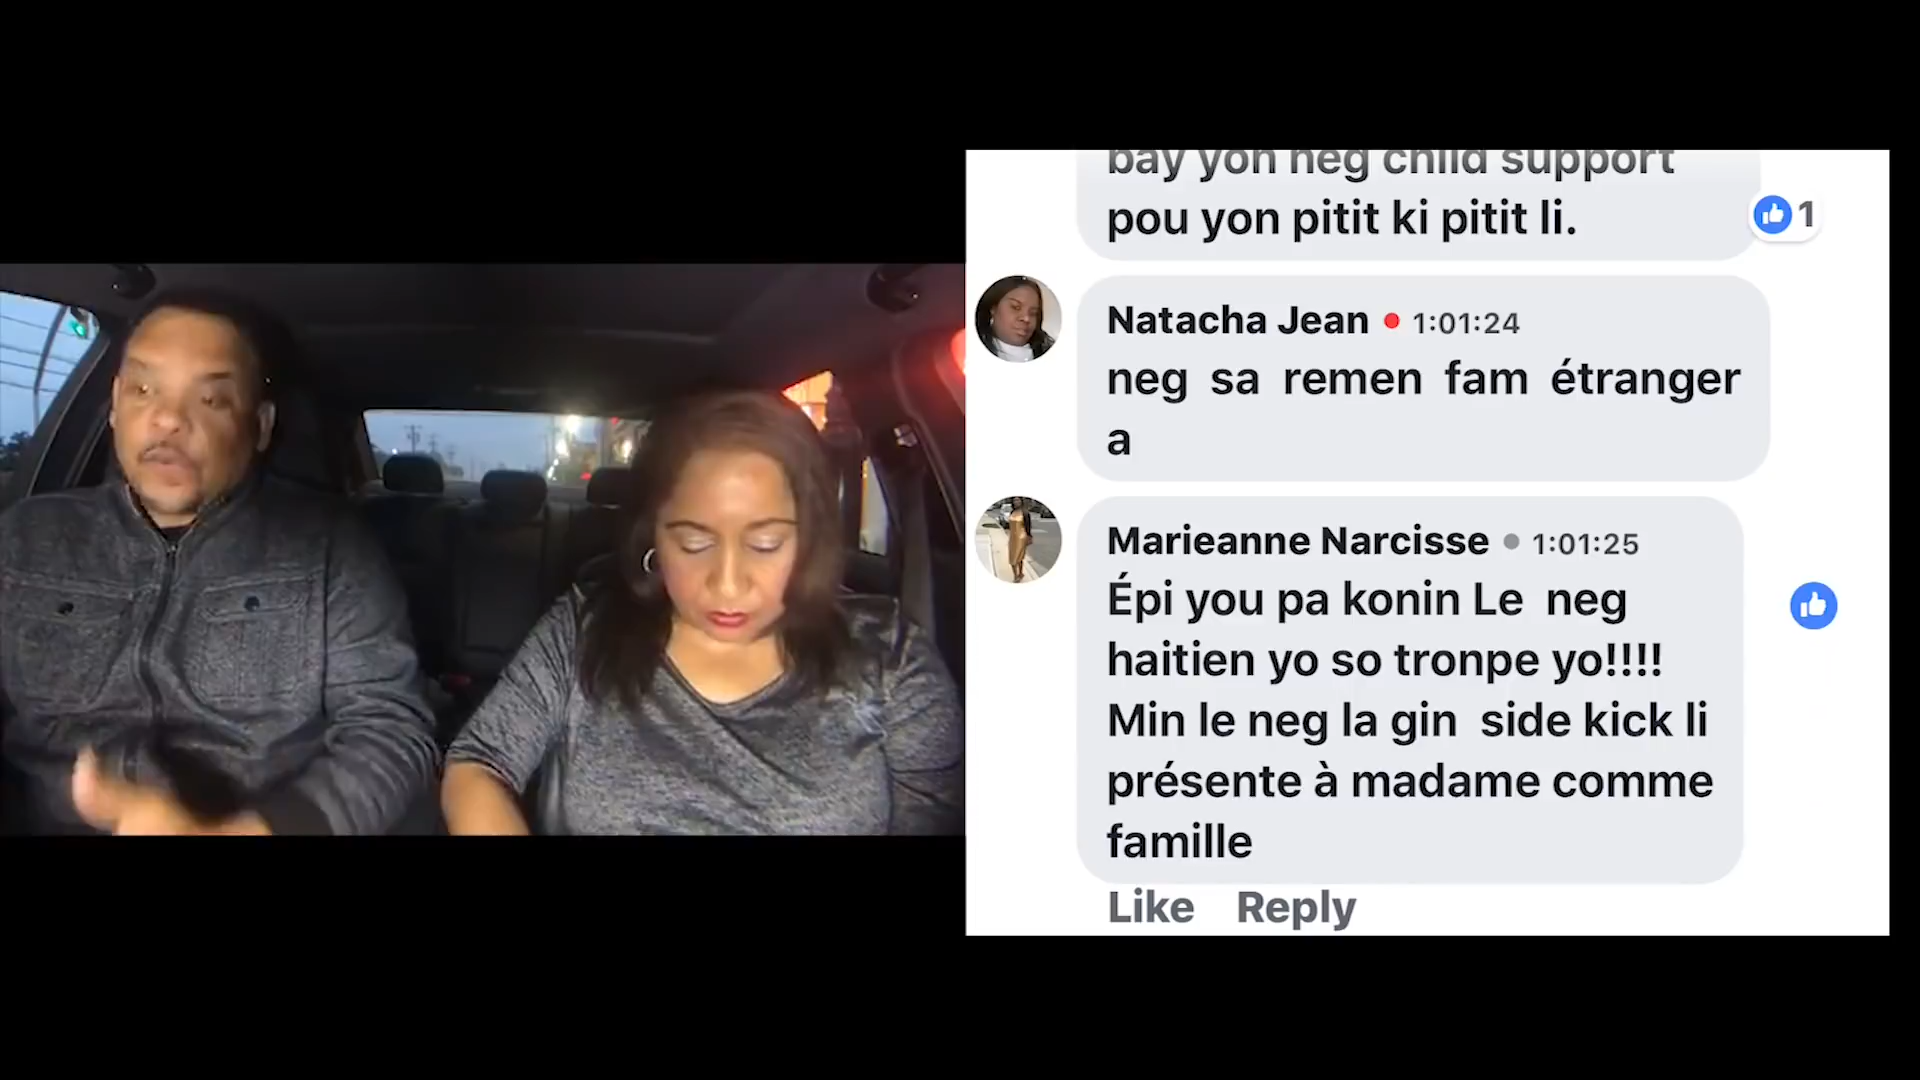 bay yon neg child support
pou yon pitit ki pitit li.
1
Natacha Jean 1:01:24
neg sa remen fam étranger
a
Marieanne Narcisse 1:01:25
Épi you pa konin Le neg
haitien yo so tronpe yo!!!!
Min le neg la gin side kick li
présente à madame comme
famille
Like Reply